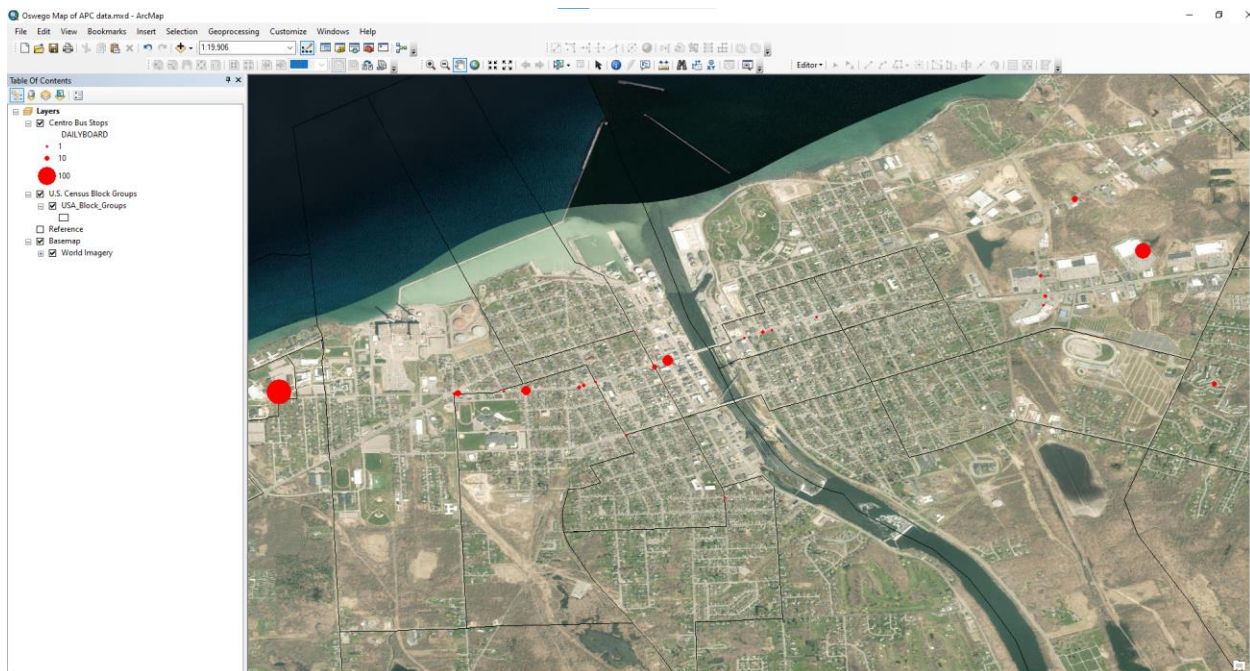 Oswego Map of APC data.mxd - ArcMap
File Edit View Bookmarks Insert Selection Geoprocessing Customize Windows Help
1:19,906
Editor
Table Of Contents
Layers
Centro Bus Stops
DAILYBOARD
1
10
100
U.S. Census Block Groups
USA_Block_Groups
Reference
Basemap
World Imagery